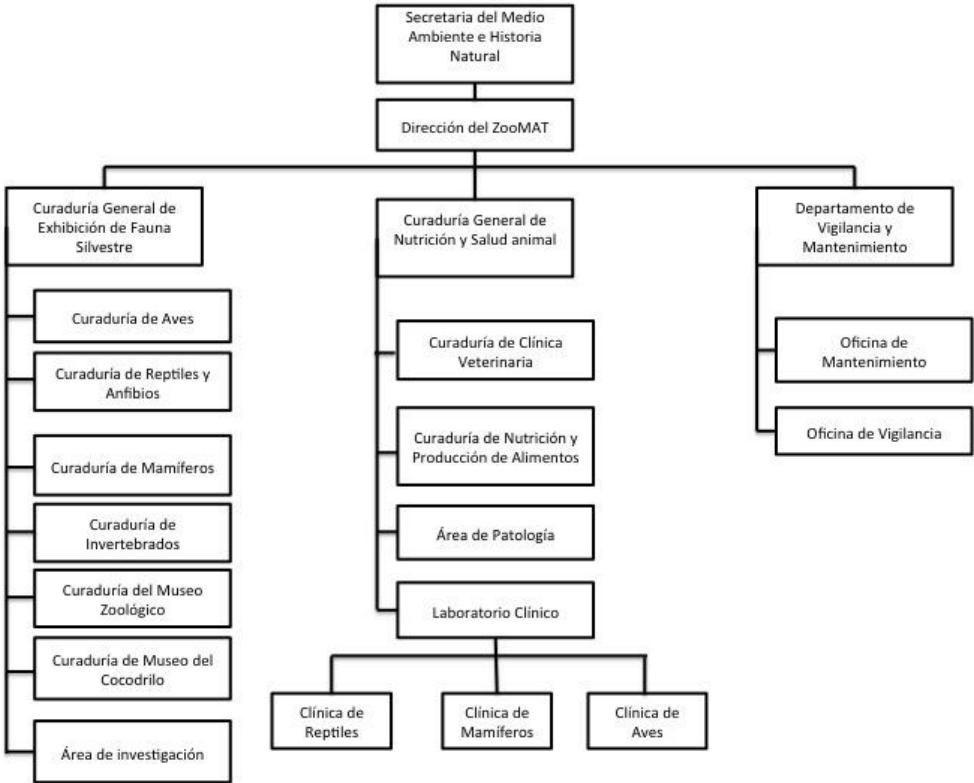 Secretaria del Medio
Ambiente e Historia
Natural
Dirección del ZooMAT
Curaduría General de
Exhibición de Fauna
Silvestre
Curaduría de Aves
Curaduría de Reptiles y
Anfibios
Curaduría de Mamíferos
Curaduría de
Invertebrados
Curaduría del Museo
Zoológico
Curaduría de Museo del
Cocodrilo
Área de investigación
Curaduría General de
Nutrición y Salud animal
Curaduría de Clínica
Veterinaria
Curaduría de Nutrición y
Producción de Alimentos
Área de Patología
Laboratorio Clínico
Clínica de
Reptiles
Clínica de
Mamíferos
Clínica de
Aves
Departamento de
Vigilancia y
Mantenimiento
Oficina de
Mantenimiento
Oficina de Vigilancia